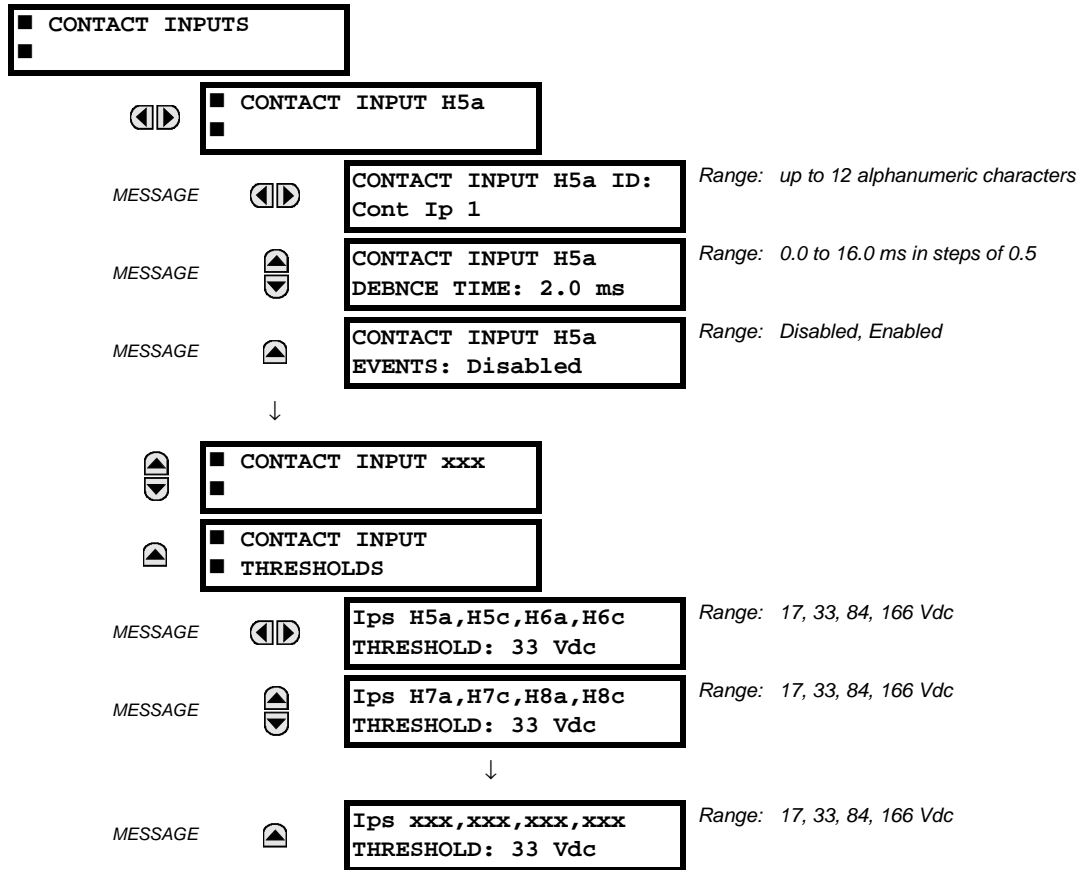 ■ CONTACT INPUTS
■
■ CONTACT INPUT H5a
■
MESSAGE
CONTACT INPUT H5a ID:
Cont Ip 1
Range: up to 12 alphanumeric characters
MESSAGE
CONTACT INPUT H5a
DEBNCE TIME: 2.0 ms
Range: 0.0 to 16.0 ms in steps of 0.5
MESSAGE
CONTACT INPUT H5a
EVENTS: Disabled
Range: Disabled, Enabled
↓
■ CONTACT INPUT xxx
■
■ CONTACT INPUT
■ THRESHOLDS
MESSAGE
Ips H5a,H5c,H6a,H6c
THRESHOLD: 33 Vdc
Range: 17, 33, 84, 166 Vdc
MESSAGE
Ips H7a,H7c,H8a,H8c
THRESHOLD: 33 Vdc
Range: 17, 33, 84, 166 Vdc
↓
MESSAGE
Ips xxx,xxx,xxx,xxx
THRESHOLD: 33 Vdc
Range: 17, 33, 84, 166 Vdc